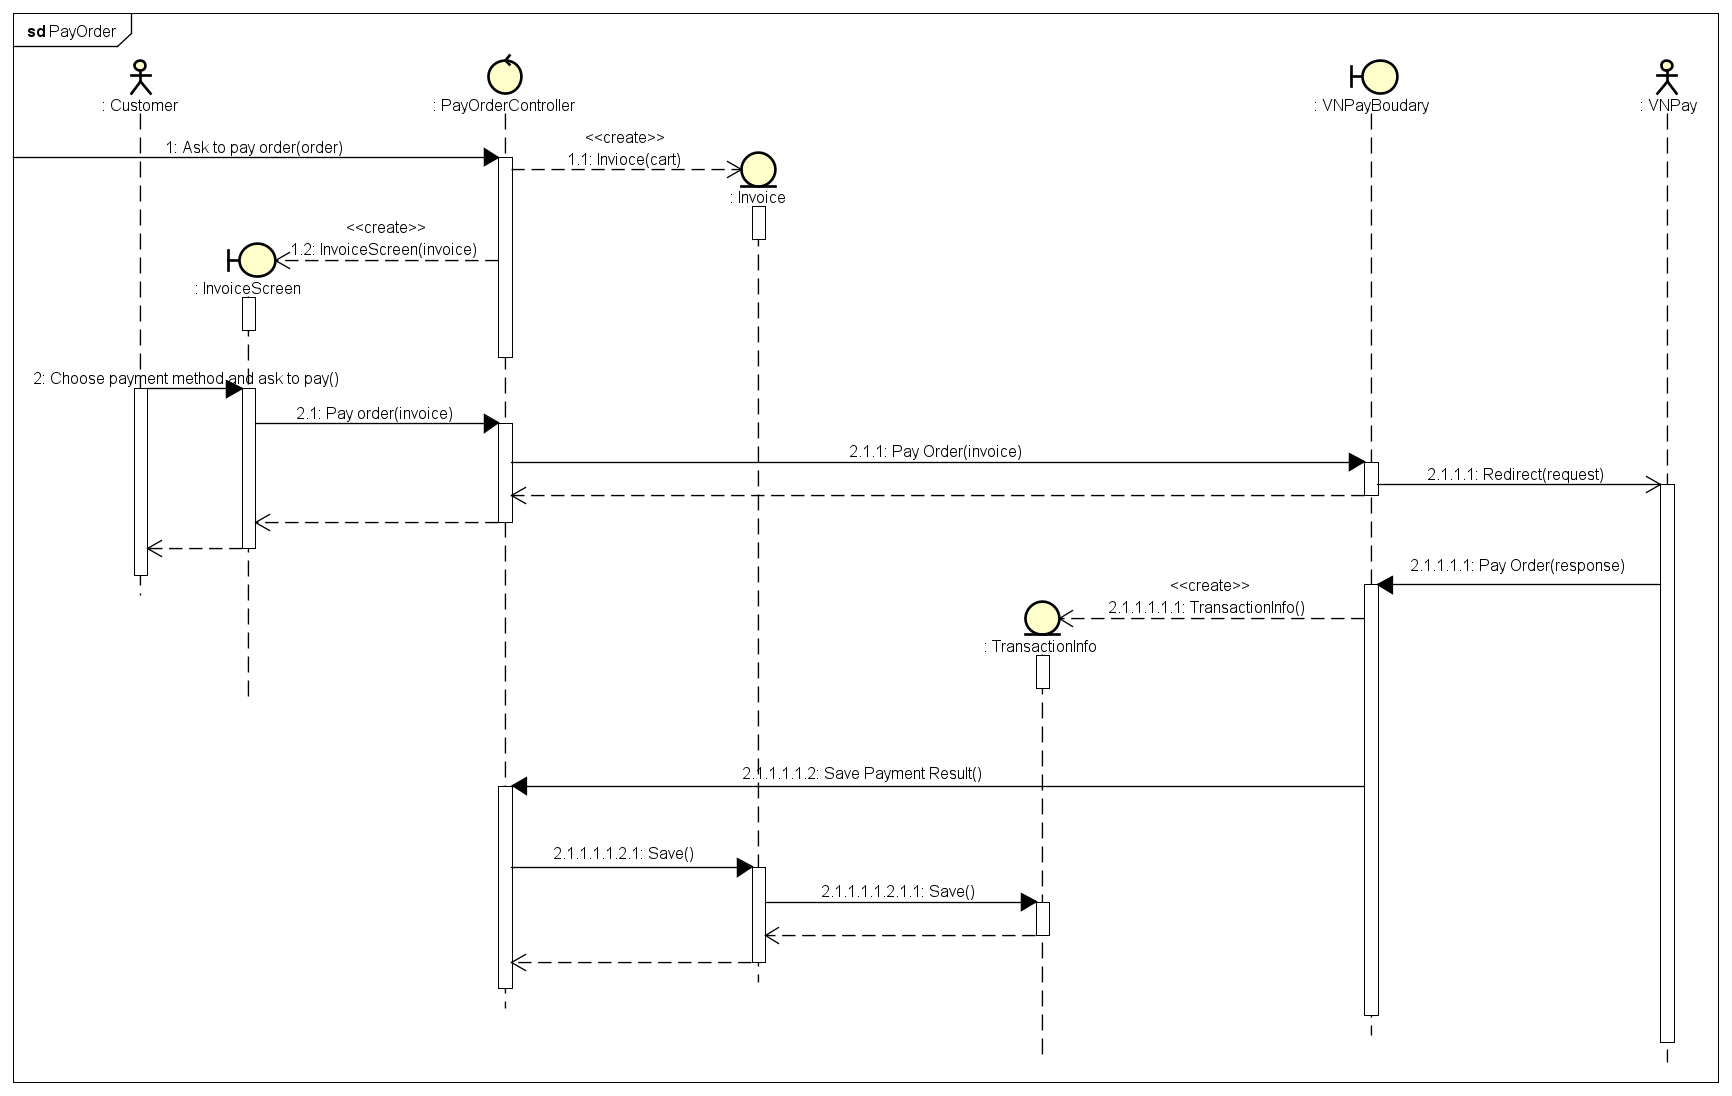 sd PayOrder
: Customer
: PayOrderController
: VNPayBoudary
: VNPay
1: Ask to pay order(order)
<<create>>
1.1: Invioce(cart)
: Invoice
<<create>>
1.2: InvoiceScreen(invoice)
: InvoiceScreen
2: Choose payment method and ask to pay()
2.1: Pay order(invoice)
2.1.1: Pay Order(invoice)
2.1.1.1: Redirect(request)
2.1.1.1.1: Pay Order(response)
<<create>>
2.1.1.1.1.1: TransactionInfo()
: TransactionInfo
2.1.1.1.1.2: Save Payment Result()
2.1.1.1.1.2.1: Save()
2.1.1.1.1.2.1.1: Save()